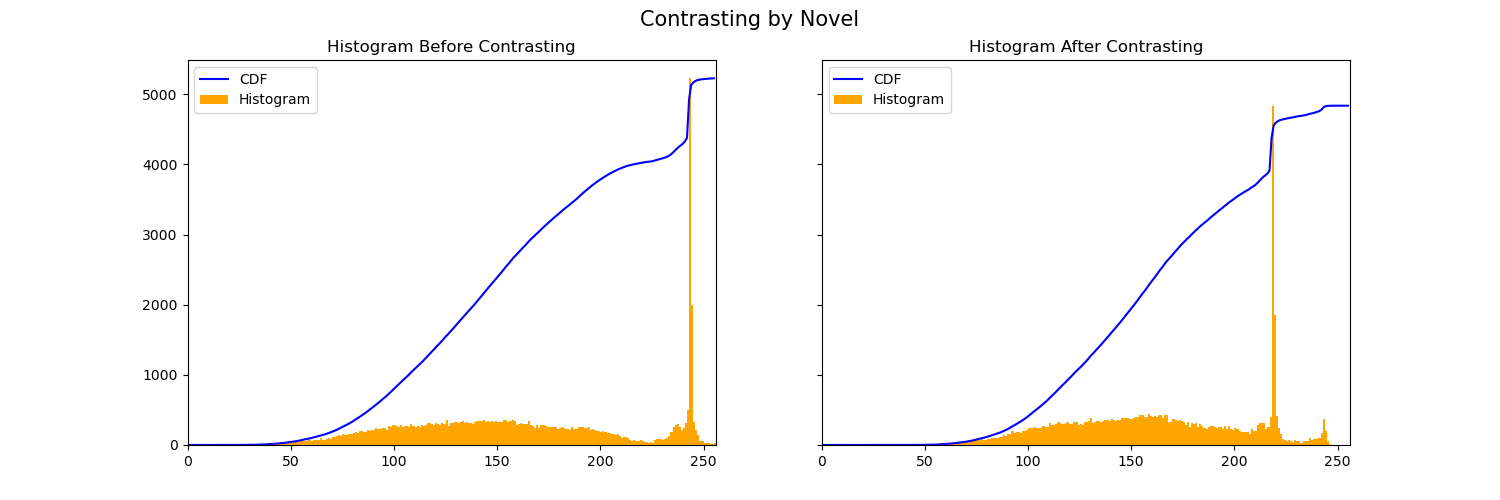 Contrasting by Novel
Histogram Before Contrasting
CDF
Histogram
5000
4000
3000
2000
1000
0
0 50 100 150 200 250
Histogram After Contrasting
CDF
Histogram
0 50 100 150 200 250